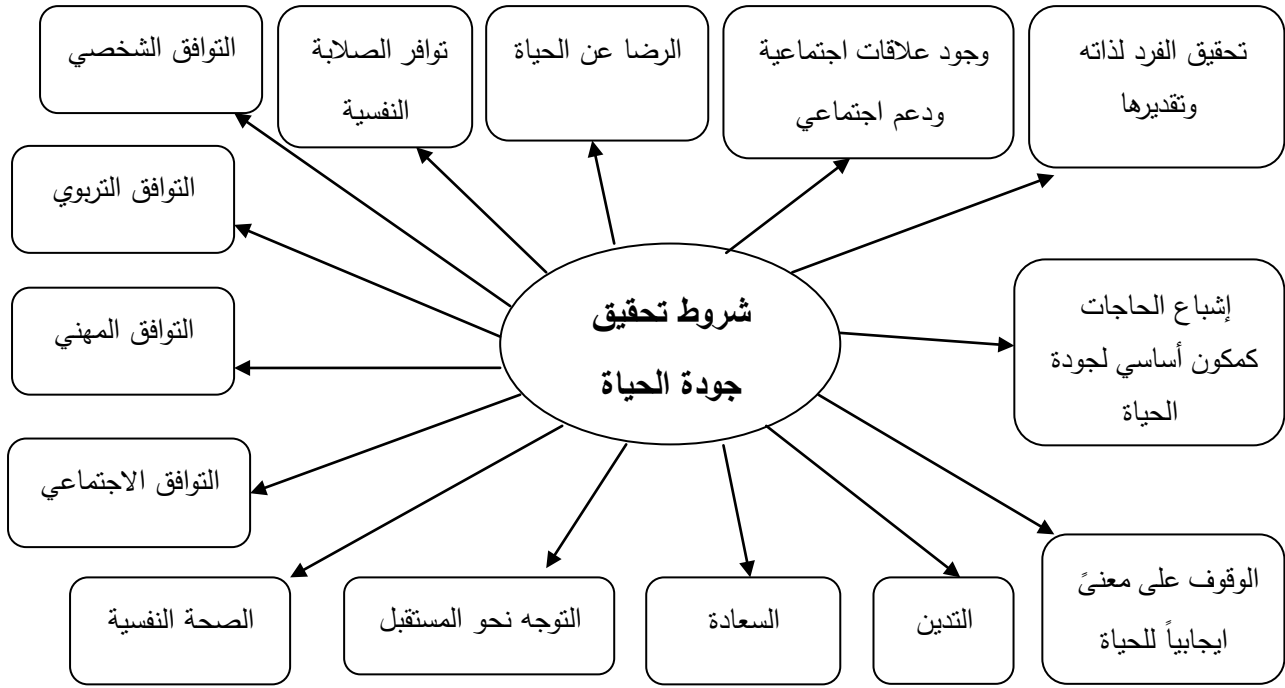 تحقيق الفرد لذاته
وتقديرها
وجود علاقات اجتماعية
ودعم اجتماعي
الرضا عن الحياة
توافر الصلابة
النفسية
التوافق الشخصي
التوافق التربوي
التوافق المهني
التوافق الاجتماعي
شروط تحقيق
جودة الحياة
إشباع الحاجات
كمكون أساسي لجودة
الحياة
الوقوف على معنىً
ايجابياً للحياة
التدين
السعادة
التوجه نحو المستقبل
الصحة النفسية